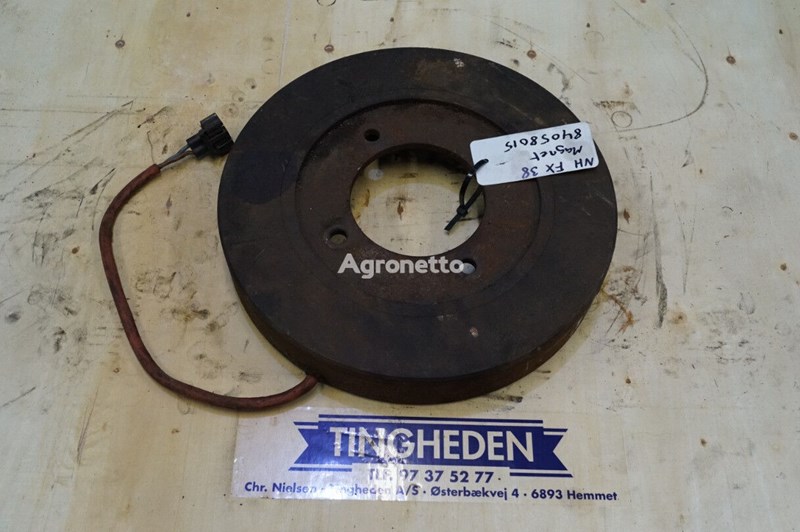 NH FX 38
Magnet
84058015
Agronetto
TINGHEDEN
TLF. 97 37 52 77
Chr. Nielsen · Tingheden A/S · Østerbækvej 4 · 6893 Hemmet